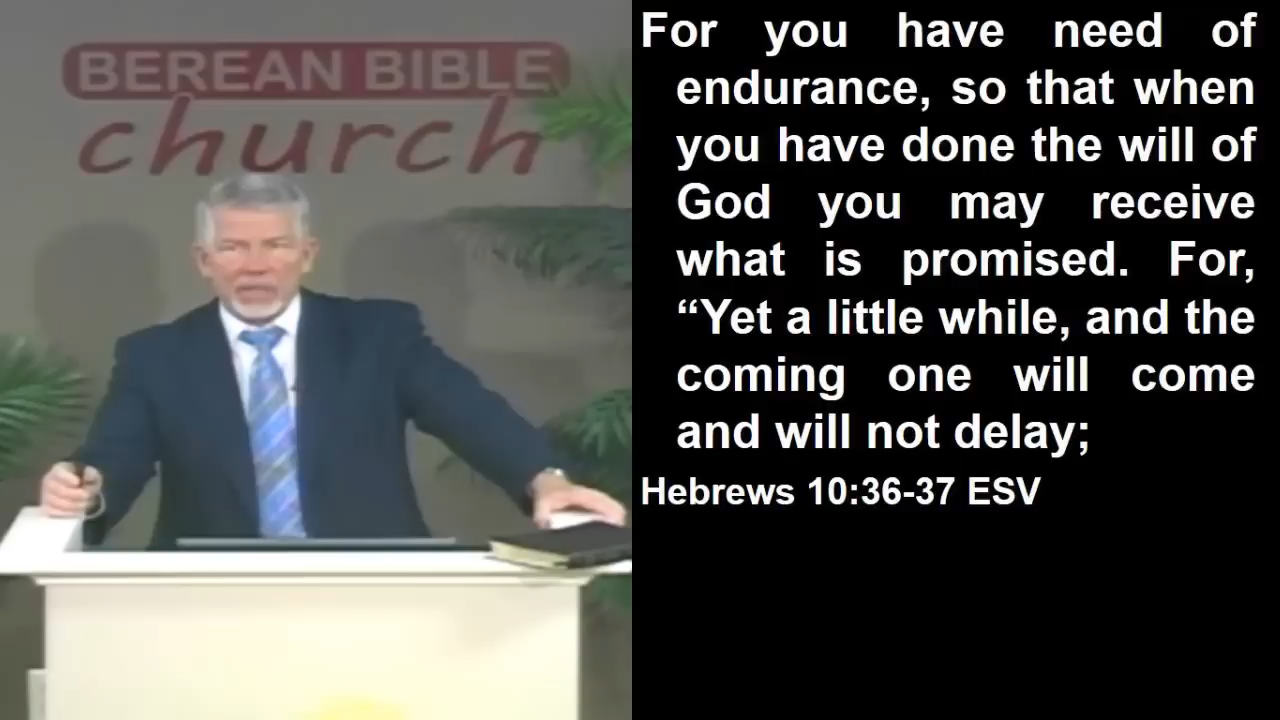 BEREAN BIBLE
church
For you have need of
endurance, so that when
you have done the will of
God you may receive
what is promised. For,
“Yet a little while, and the
coming one will come
and will not delay;
Hebrews 10:36-37 ESV